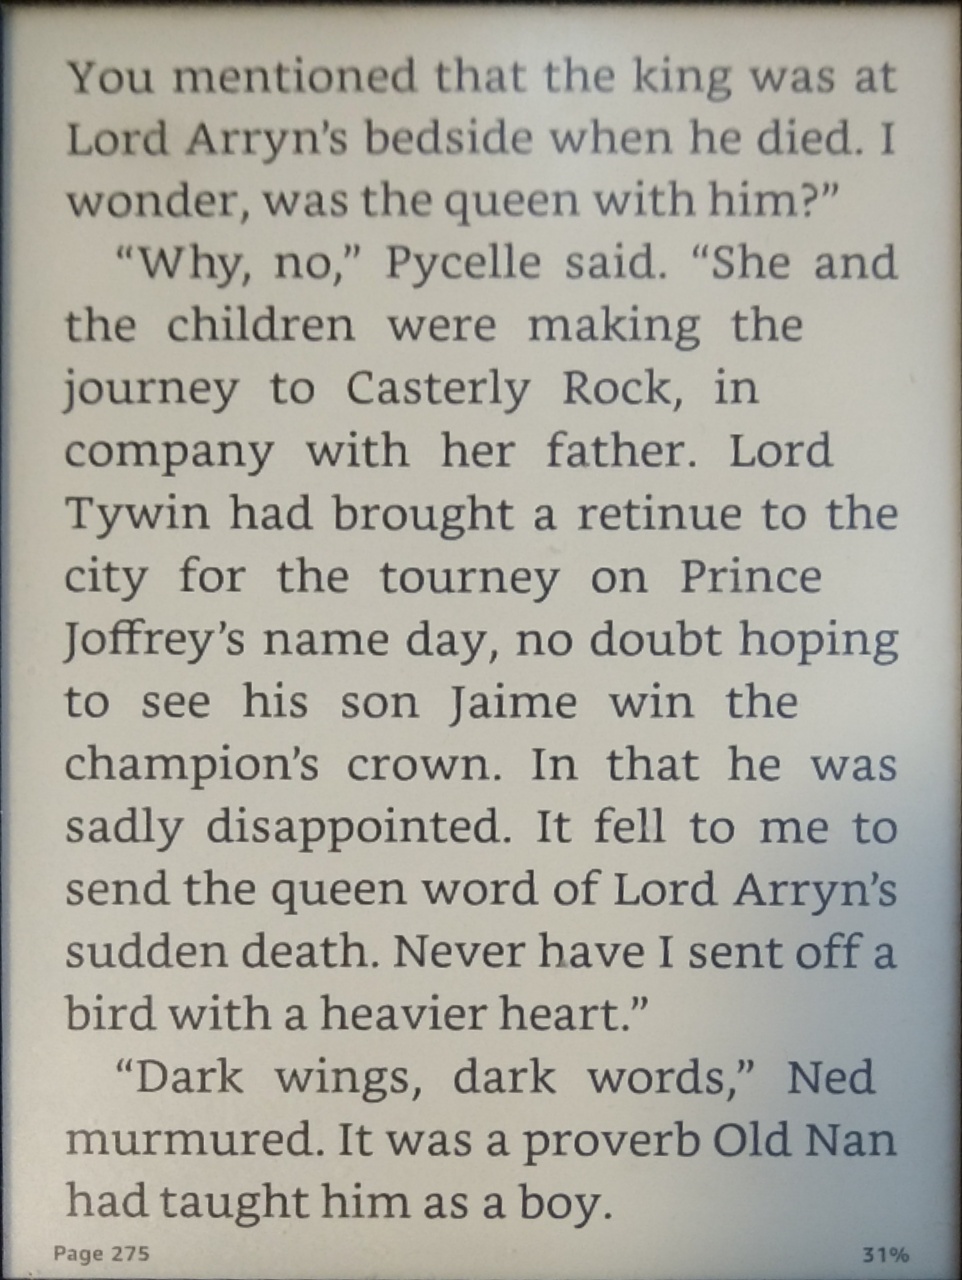 You mentioned that the king was at
Lord Arryn’s bedside when he died. I
wonder, was the queen with him?”
“Why, no,” Pycelle said. “She and
the children were making the
journey to Casterly Rock, in
company with her father. Lord
Tywin had brought a retinue to the
city for the tourney on Prince
Joffrey’s name day, no doubt hoping
to see his son Jaime win the
champion’s crown. In that he was
sadly disappointed. It fell to me to
send the queen word of Lord Arryn’s
sudden death. Never have I sent off a
bird with a heavier heart.”
“Dark wings, dark words,” Ned
murmured. It was a proverb Old Nan
had taught him as a boy.
Page 275 31%